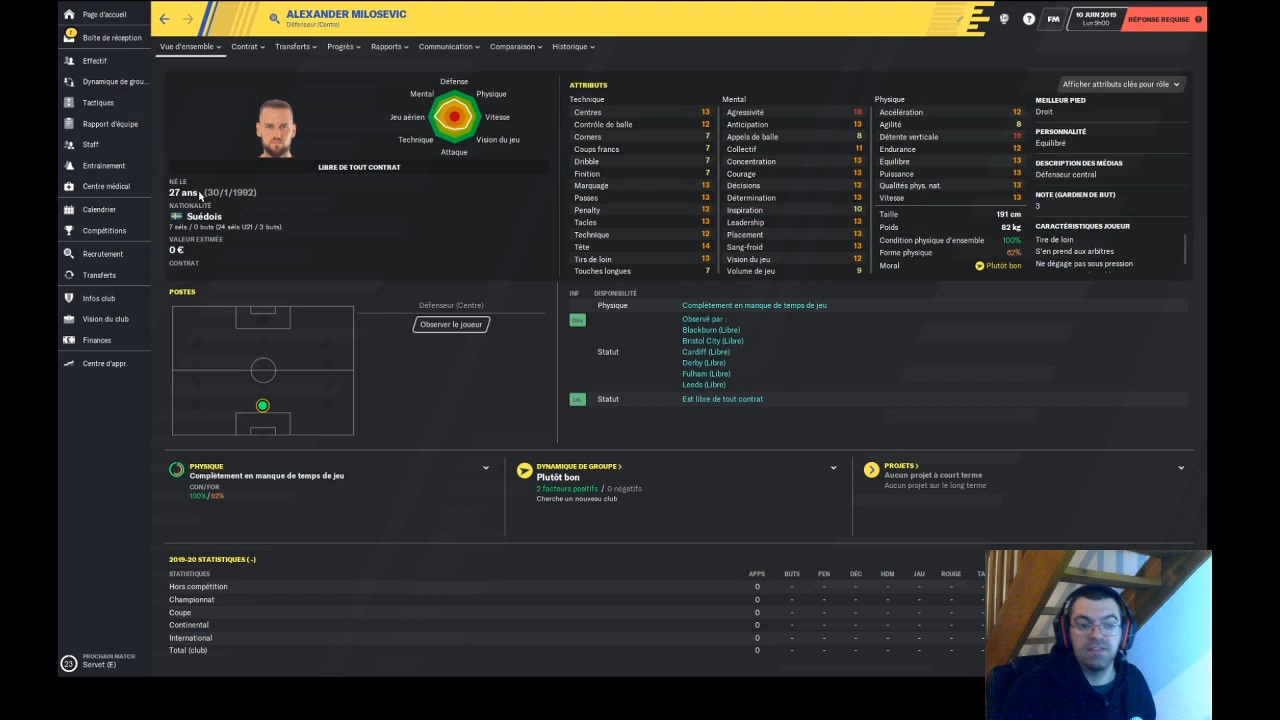 Page d'accueil
7
Boîte de réception
Effectif
Dynamique de grou...
Tactiques
Rapport d'équipe
Staff
Entraînement
Centre médical
Calendrier
Compétitions
Recrutement
Transferts
Infos club
Vision du club
Finances
Centre d'appr.
23 PROCHAIN MATCH
Servet (E)
ALEXANDER MILOSEVIC
Défenseur (Centre)
? FM
10 JUIN 2019
Lun 9h00
RÉPONSE REQUISE
Vue d'ensemble Contrat Transferts Progrès Rapports Communication Comparaison Historique
Défense
Mental Physique
Jeu aérien Vitesse
Technique Vision du jeu
Attaque
LIBRE DE TOUT CONTRAT
NÉ LE
27 ans (30/1/1992)
NATIONALITÉ
Suédois
7 séls / 0 buts (24 séls U21 / 3 buts)
VALEUR ESTIMÉE
0 €
CONTRAT
ATTRIBUTS
Afficher attributs clés pour rôle
Technique
Centres 13
Contrôle de balle 12
Corners 7
Coups francs 7
Dribble 7
Finition 7
Marquage 13
Passes 13
Penalty 12
Tacles 13
Technique 12
Tête 14
Tirs de loin 13
Touches longues 7
Mental
Agressivité 16
Anticipation 13
Appels de balle 8
Collectif 11
Concentration 13
Courage 13
Décisions 12
Détermination 13
Inspiration 10
Leadership 13
Placement 13
Sang-froid 13
Vision du jeu 12
Volume de jeu 9
Physique
Accélération 12
Agilité 8
Détente verticale 16
Endurance 12
Équilibre 13
Puissance 13
Qualités phys. nat. 13
Vitesse 13
Taille 191 cm
Poids 82 kg
Condition physique d'ensemble 100%
Forme physique 62%
Moral Plutôt bon
MEILLEUR PIED
Droit
PERSONNALITÉ
Équilibré
DESCRIPTION DES MÉDIAS
Défenseur central
NOTE (GARDIEN DE BUT)
3
CARACTÉRISTIQUES JOUEUR
Tire de loin
S'en prend aux arbitres
Ne dégage pas sous pression
POSTES
Défenseur (Centre)
Observer le joueur
INF DISPONIBILITÉ
Physique Complètement en manque de temps de jeu
Observé par :
Blackburn (Libre)
Bristol City (Libre)
Statut Cardiff (Libre)
Derby (Libre)
Fulham (Libre)
Leeds (Libre)
Statut Est libre de tout contrat
PHYSIQUE
Complètement en manque de temps de jeu
CON/FOR
100%/62%
DYNAMIQUE DE GROUPE >
Plutôt bon
2 facteurs positifs / 0 négatifs
Cherche un nouveau club
PROJETS >
Aucun projet à court terme
Aucun projet sur le long terme
2019-20 STATISTIQUES ( - )
STATISTIQUES APPS BUTS PEN DÉC HDM JAU ROUGE
Hors compétition 0 - - - - - -
Championnat 0 - - - - - -
Coupe 0 - - - - - -
Continental 0 - - - - - -
International 0 - - - - - -
Total (club) 0 - - - - - -